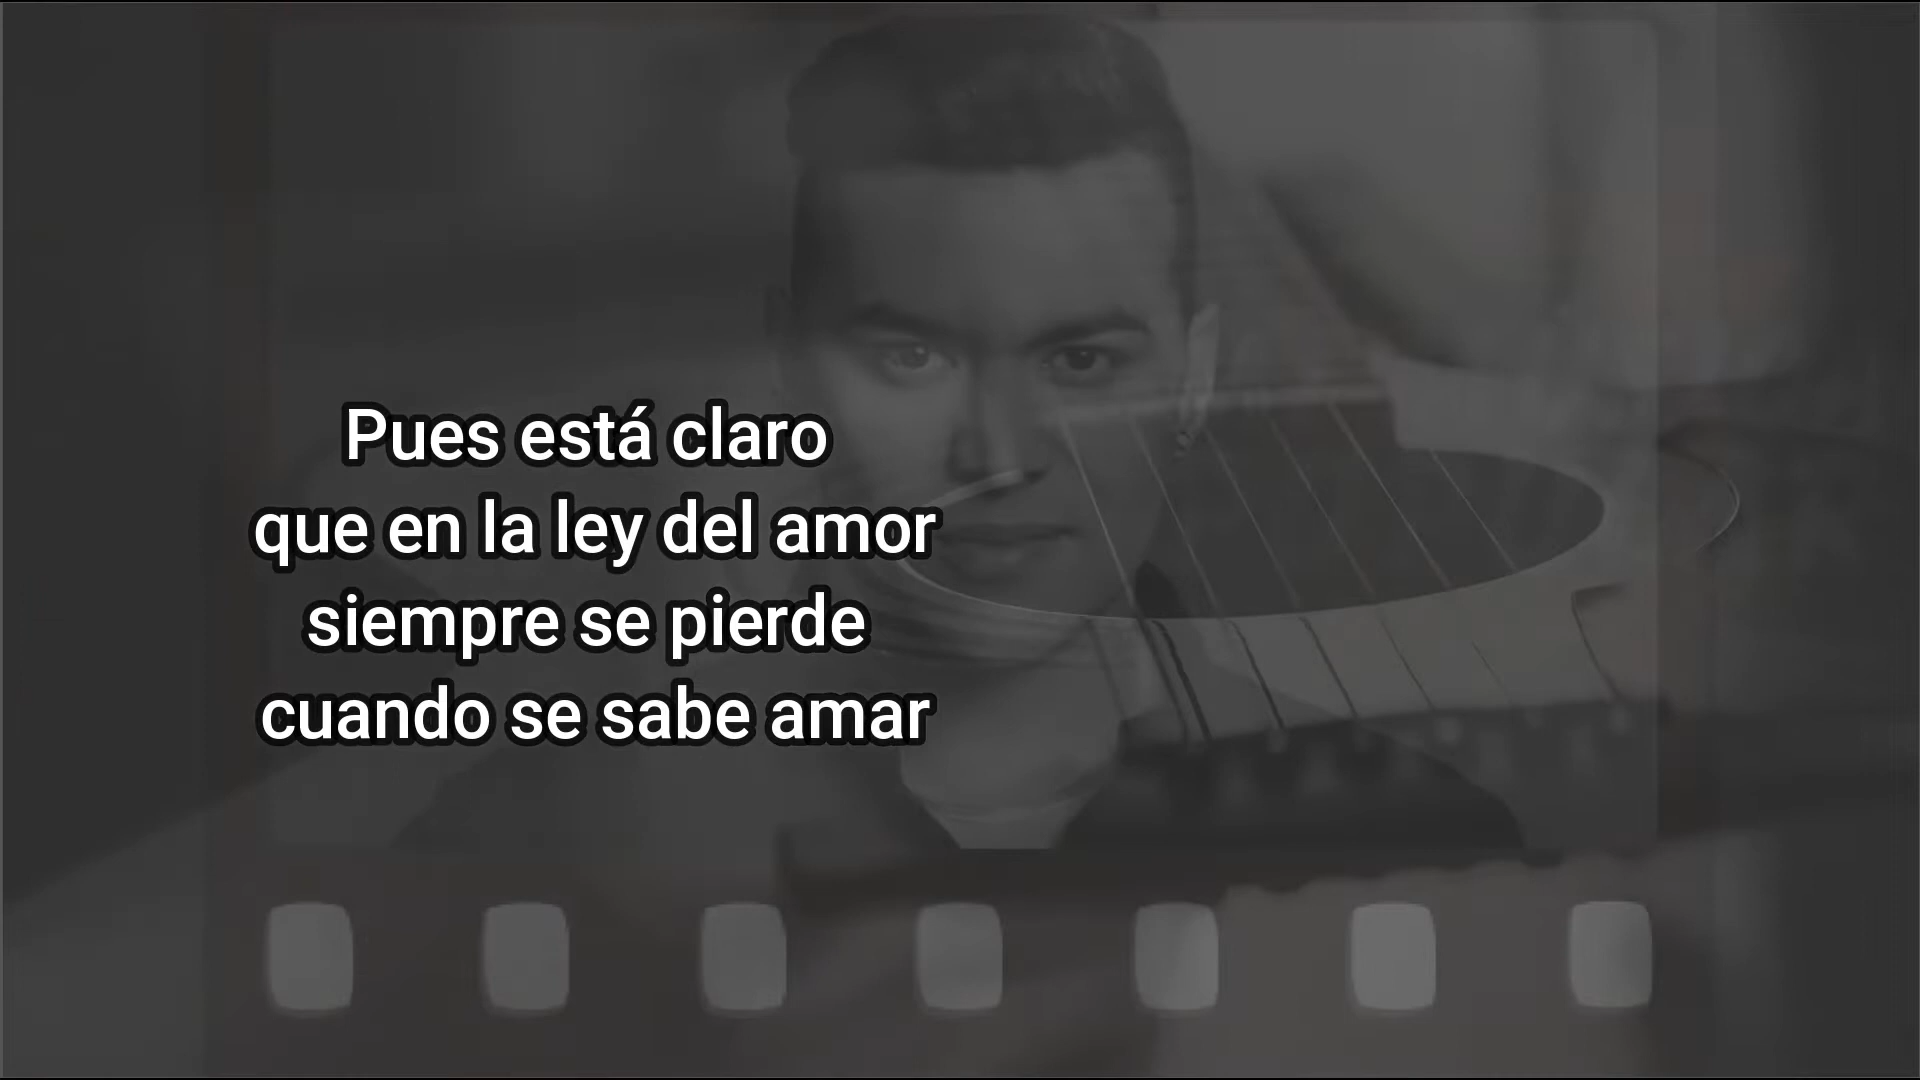 Pues está claro
que en la ley del amor
siempre se pierde
cuando se sabe amar